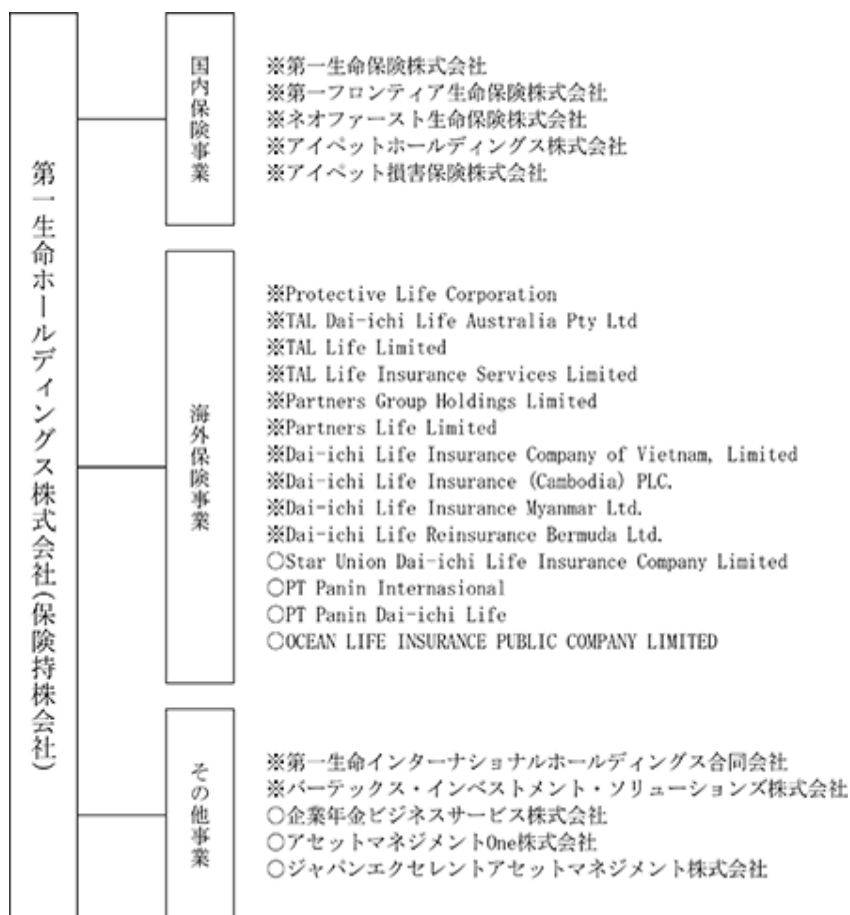 第一生命ホールディングス株式会社(保険持株会社)
国内保険事業
※第一生命保険株式会社
※第一フロンティア生命保険株式会社
※ネオファースト生命保険株式会社
※アイペットホールディングス株式会社
※アイペット損害保険株式会社
海外保険事業
※Protective Life Corporation
※TAL Dai-ichi Life Australia Pty Ltd
※TAL Life Limited
※TAL Life Insurance Services Limited
※Partners Group Holdings Limited
※Partners Life Limited
※Dai-ichi Life Insurance Company of Vietnam, Limited
※Dai-ichi Life Insurance (Cambodia) PLC.
※Dai-ichi Life Insurance Myanmar Ltd.
※Dai-ichi Life Reinsurance Bermuda Ltd.
○Star Union Dai-ichi Life Insurance Company Limited
○PT Panin Internasional
○PT Panin Dai-ichi Life
○OCEAN LIFE INSURANCE PUBLIC COMPANY LIMITED
その他事業
※第一生命インターナショナルホールディングス合同会社
※バーテックス・インベストメント・ソリューションズ株式会社
○企業年金ビジネスサービス株式会社
○アセットマネジメントOne株式会社
○ジャパンエクセレントアセットマネジメント株式会社